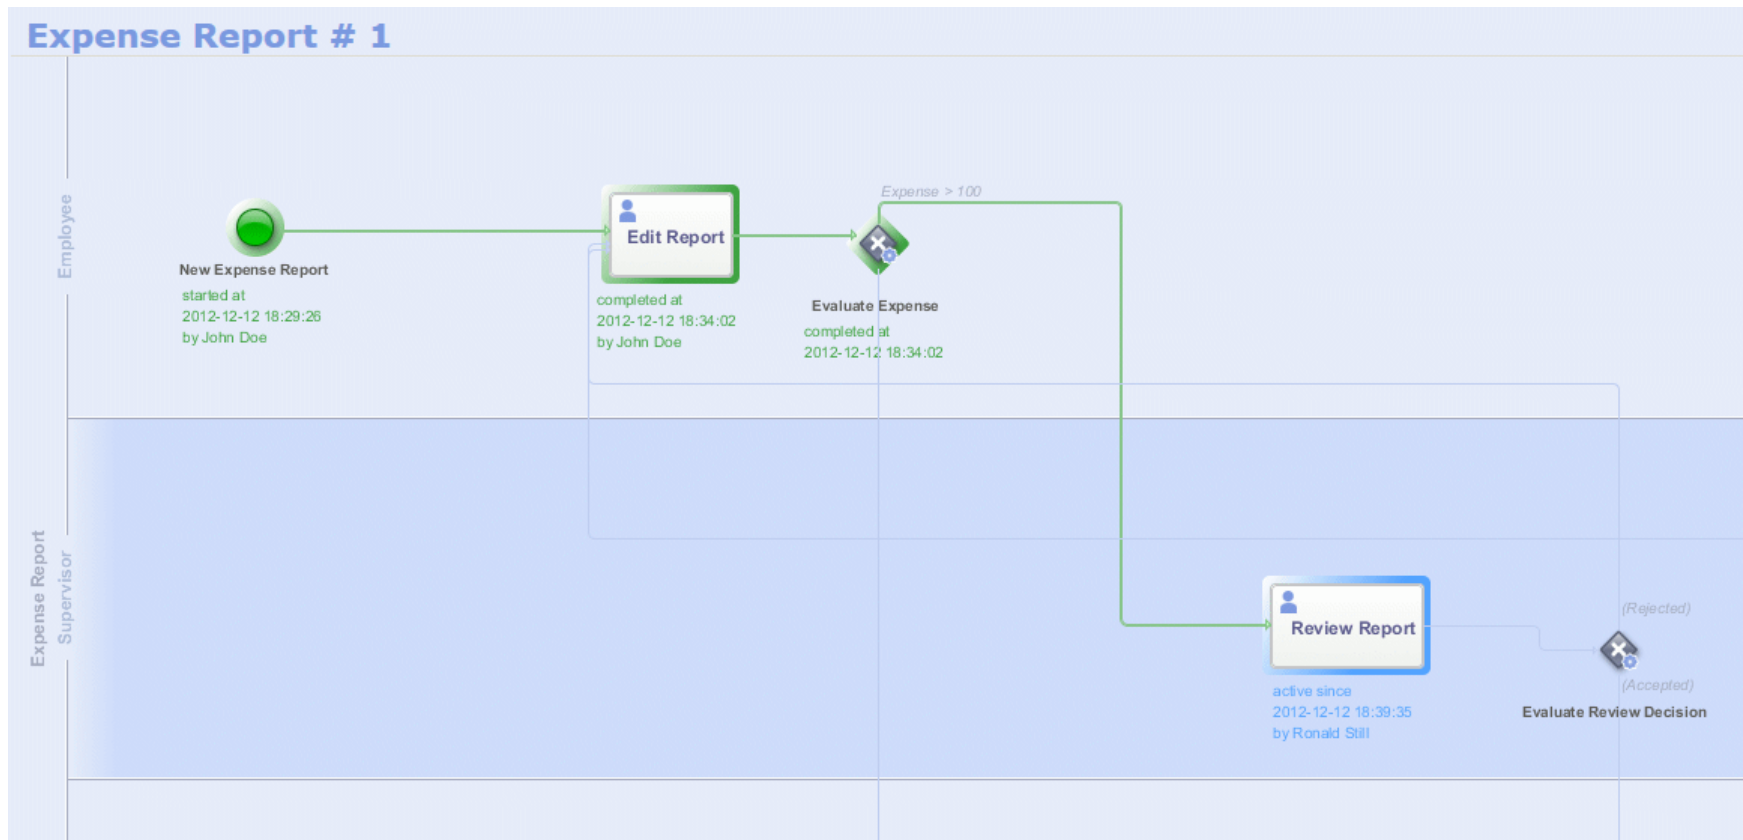 Expense Report # 1
Employee
Expense > 100
Edit Report
New Expense Report
started at
2012-12-12 18:29:26
by John Doe
completed at
2012-12-12 18:34:02
by John Doe
Evaluate Expense
completed at
2012-12-12 18:34:02
Expense Report
Supervisor
Review Report
active since
2012-12-12 18:39:35
by Ronald Still
(Rejected)
(Accepted)
Evaluate Review Decision